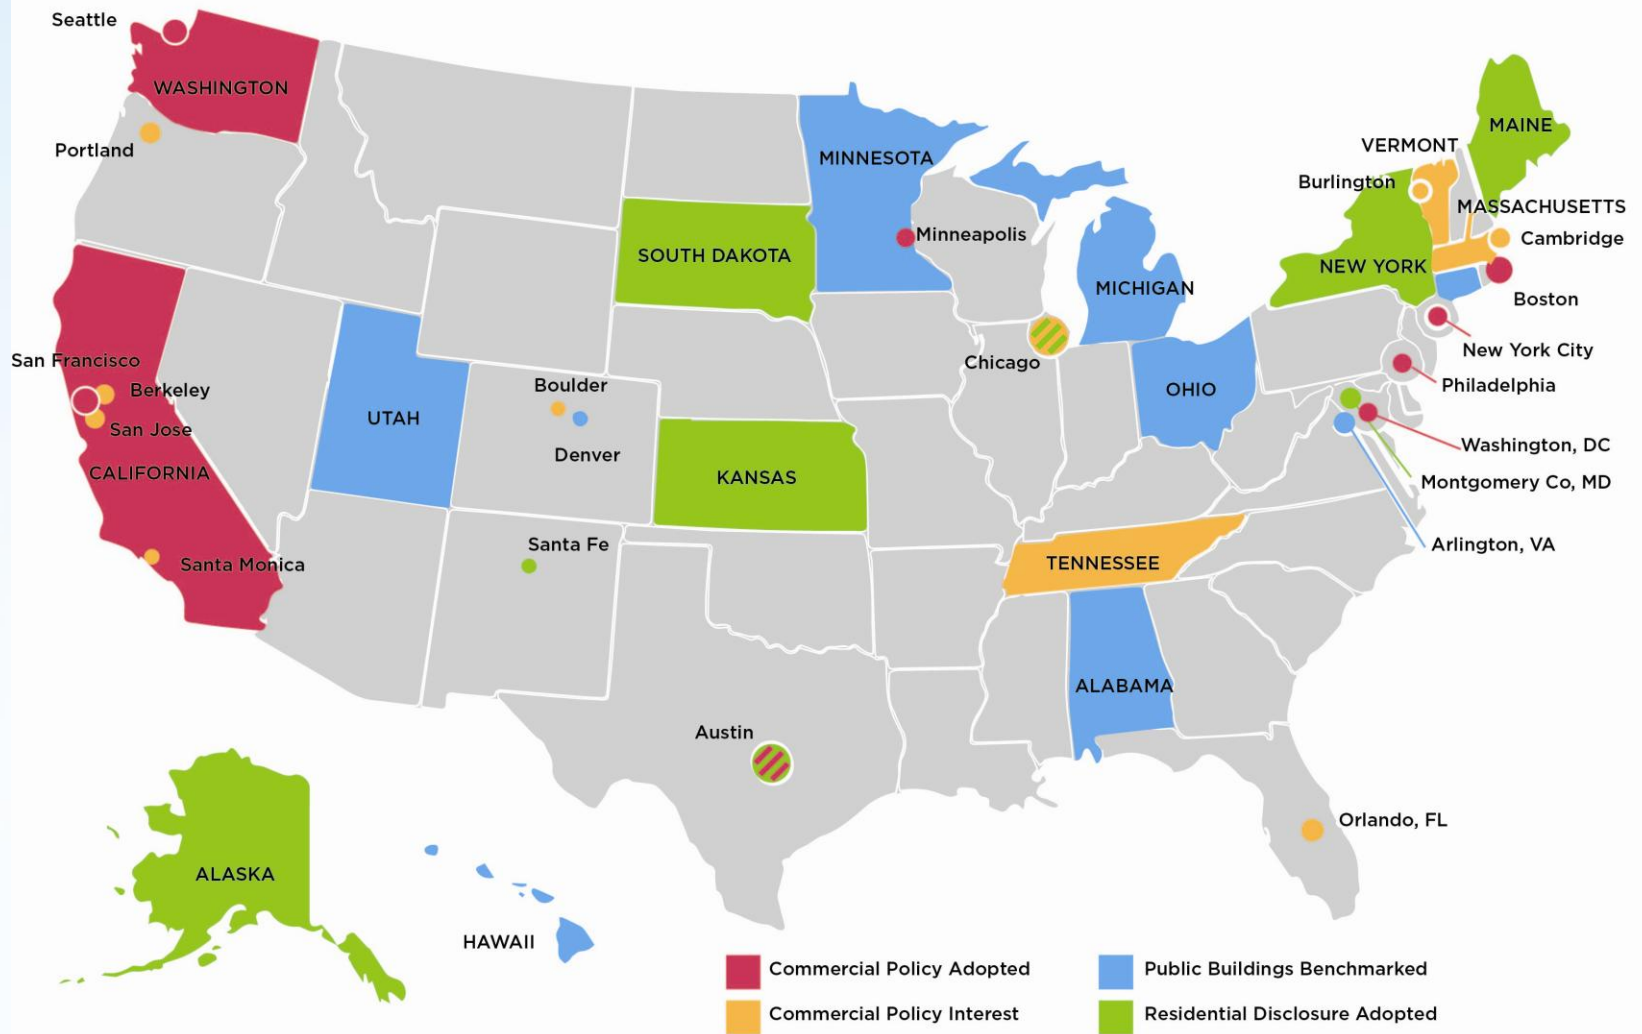 Seattle
WASHINGTON
Portland
MINNESOTA
MAINE
VERMONT
Burlington
MASSACHUSETTS
Minneapolis
Cambridge
SOUTH DAKOTA
NEW YORK
MICHIGAN
Boston
San Francisco
Berkeley
San Jose
CALIFORNIA
Santa Monica
UTAH
Boulder
Denver
Chicago
OHIO
New York City
Philadelphia
Washington, DC
Montgomery Co, MD
Arlington, VA
KANSAS
Santa Fe
TENNESSEE
ALABAMA
Austin
Orlando, FL
ALASKA
HAWAII
Commercial Policy Adopted
Public Buildings Benchmarked
Commercial Policy Interest
Residential Disclosure Adopted